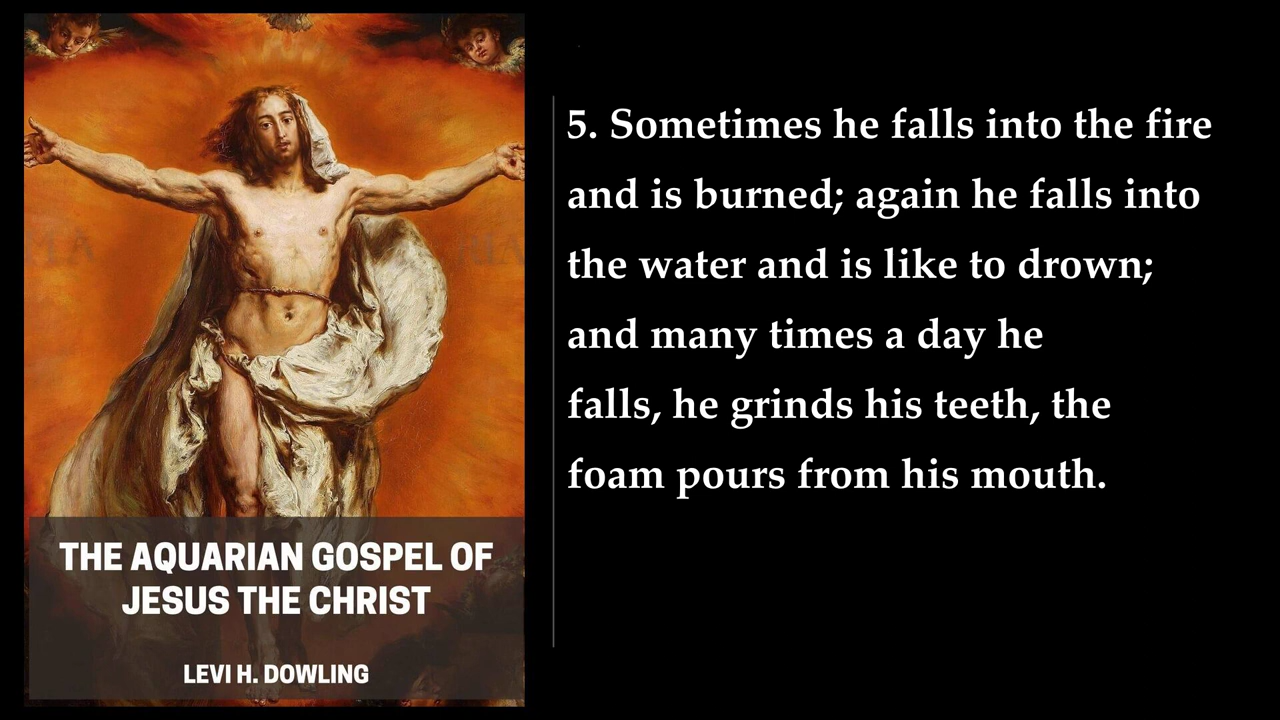 5. Sometimes he falls into the fire
and is burned; again he falls into
the water and is like to drown;
and many times a day he
falls, he grinds his teeth, the
foam pours from his mouth.
THE AQUARIAN GOSPEL OF
JESUS THE CHRIST
LEVI H. DOWLING